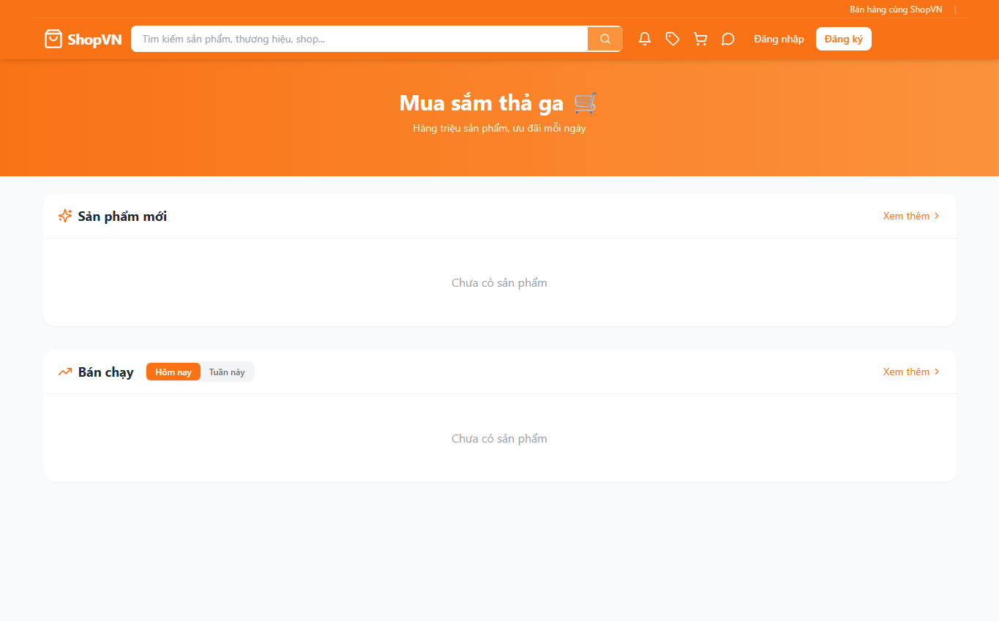 Bán hàng cùng ShopVN |
ShopVN
Tìm kiếm sản phẩm, thương hiệu, shop...
Đăng nhập
Đăng ký
Mua sắm thả ga 🛒
Hàng triệu sản phẩm, ưu đãi mỗi ngày
Sản phẩm mới
Xem thêm
Chưa có sản phẩm
Bán chạy
Hôm nay
Tuần này
Xem thêm
Chưa có sản phẩm